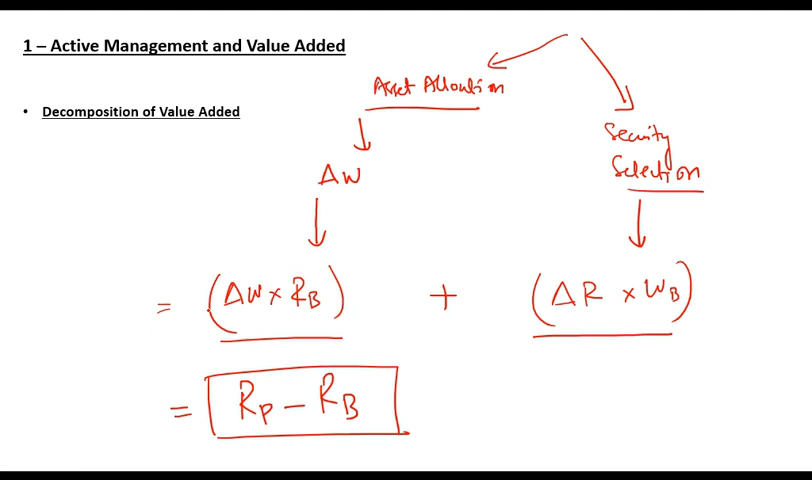 1 – Active Management and Value Added
• Decomposition of Value Added
Asset Allocation
Security
Selection
ΔW
= (ΔW × RB) + (ΔR × WB)
= RP − RB